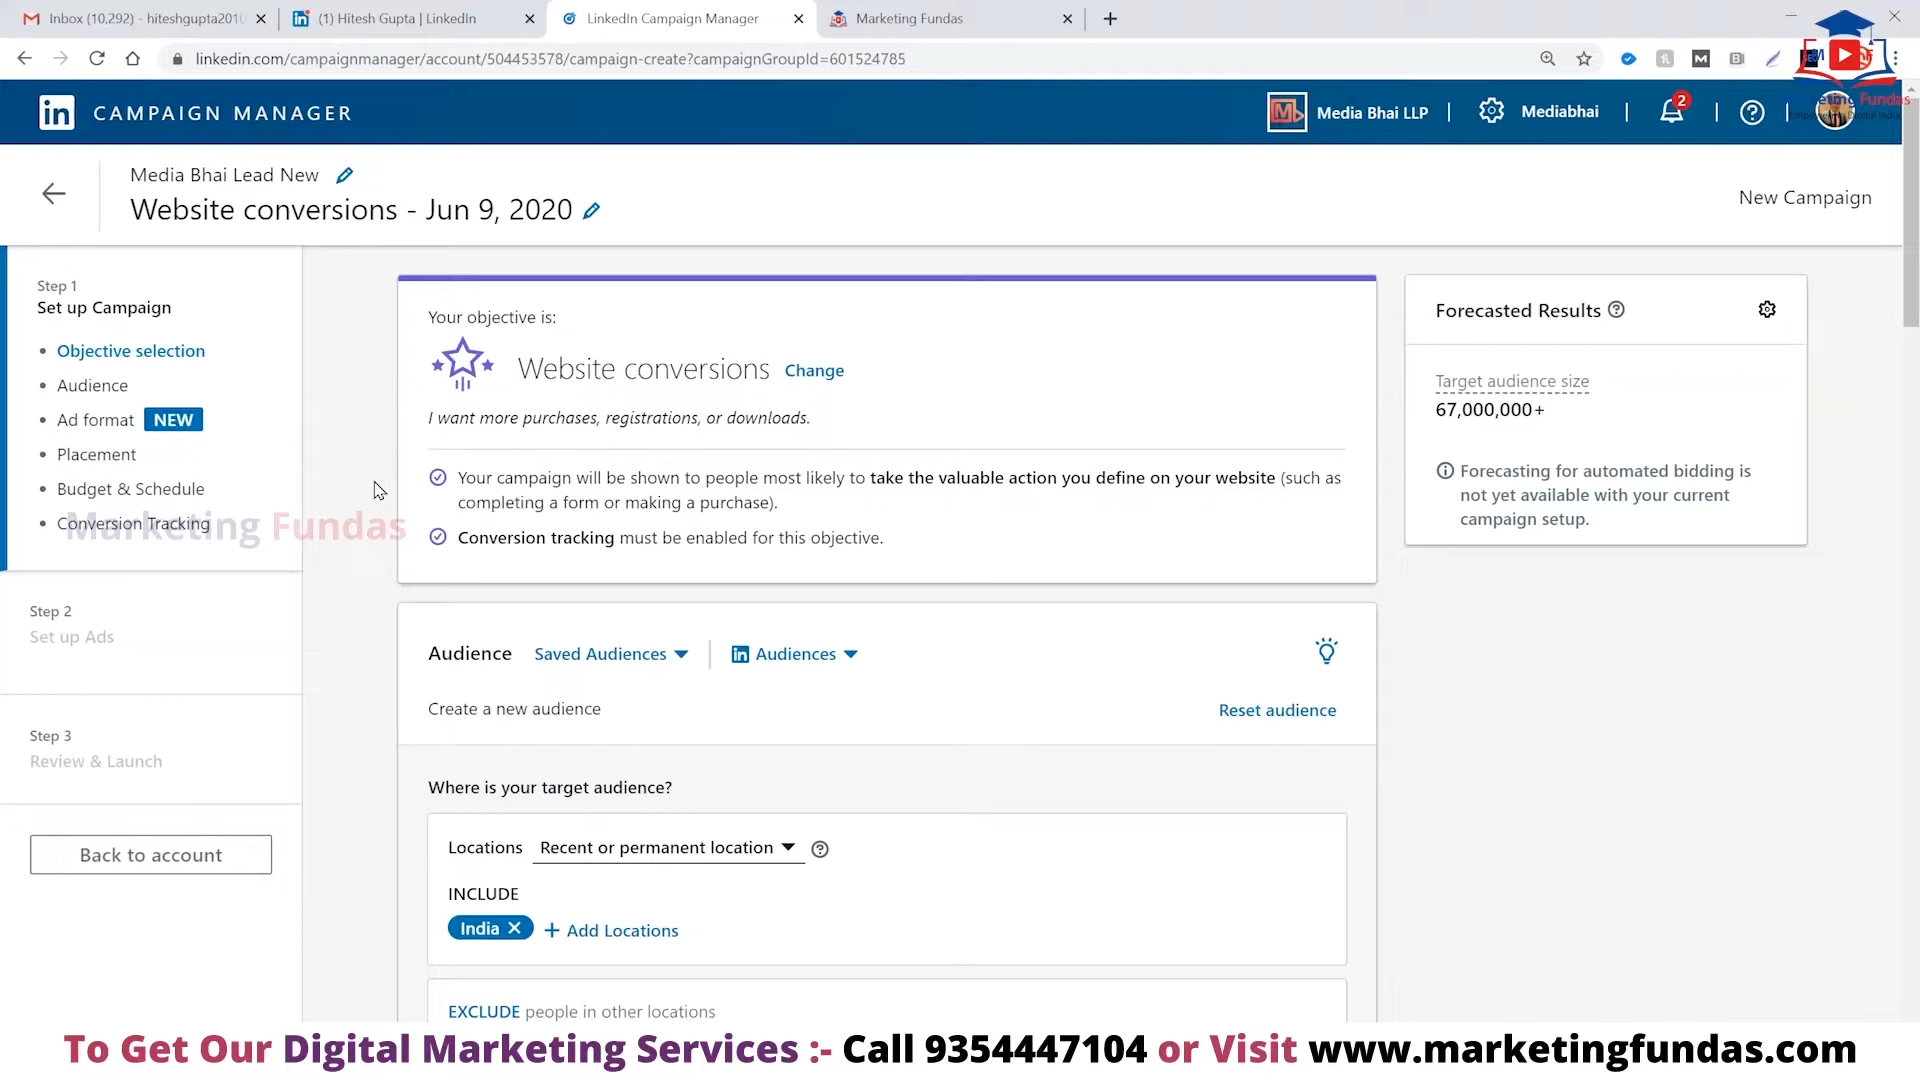 Inbox (10,292) - hiteshgupta2010
(1) Hitesh Gupta | LinkedIn
LinkedIn Campaign Manager
Marketing Fundas
linkedin.com/campaignmanager/account/504453578/campaign-create?campaignGroupId=601524785
in CAMPAIGN MANAGER
Media Bhai LLP
Mediabhai
2
Marketing Fundas
Media Bhai Lead New
Website conversions - Jun 9, 2020
New Campaign
Step 1
Set up Campaign
Objective selection
Audience
Ad format NEW
Placement
Budget & Schedule
Conversion Tracking
Marketing Fundas
Step 2
Set up Ads
Step 3
Review & Launch
Back to account
Your objective is:
Website conversions Change
I want more purchases, registrations, or downloads.
Your campaign will be shown to people most likely to take the valuable action you define on your website (such as
completing a form or making a purchase).
Conversion tracking must be enabled for this objective.
Audience Saved Audiences in Audiences
Create a new audience
Reset audience
Where is your target audience?
Locations Recent or permanent location
INCLUDE
India + Add Locations
EXCLUDE people in other locations
Forecasted Results
Target audience size
67,000,000+
Forecasting for automated bidding is
not yet available with your current
campaign setup.
To Get Our Digital Marketing Services :- Call 9354447104 or Visit www.marketingfundas.com